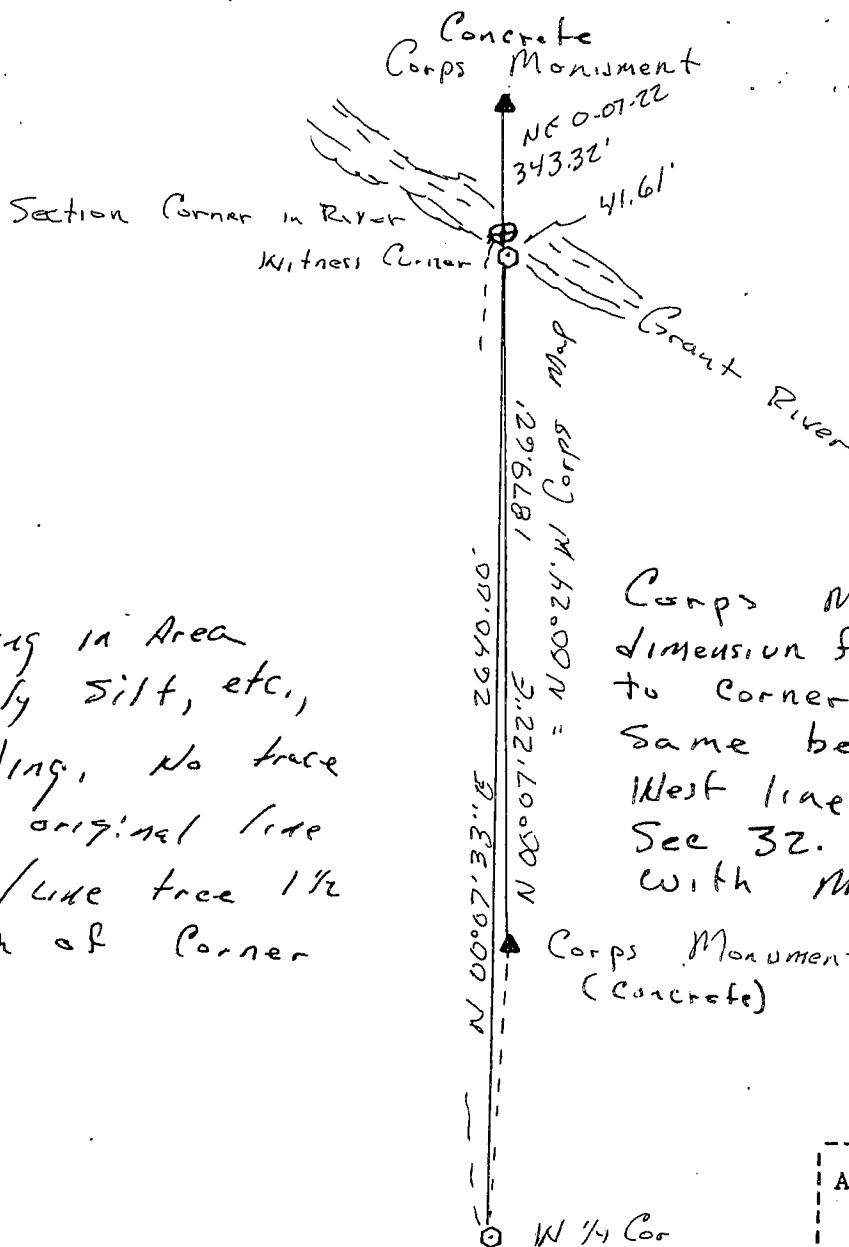 Concrete
Corps Monument
NE 0-07-22
343.32'
41.61'
Section Corner in River
Witness Corner
Grant River
1876.62'
N 00°07'22"E
= N 00°24'W Corps Map
2640.00'
N 00°07'33"E
in Area
Silt, etc.,
No trace
original line
tree 1½
of Corner
Corps
dimension
to Corner
Same
West line
Sec 32.
with
Corps Monument
(Concrete)
W ¼ Cor
A